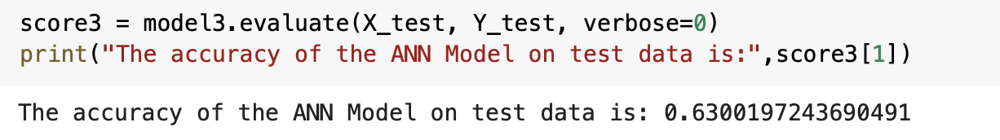 score3 = model3.evaluate(X_test, Y_test, verbose=0)
print("The accuracy of the ANN Model on test data is:",score3[1])
The accuracy of the ANN Model on test data is: 0.6300197243690491